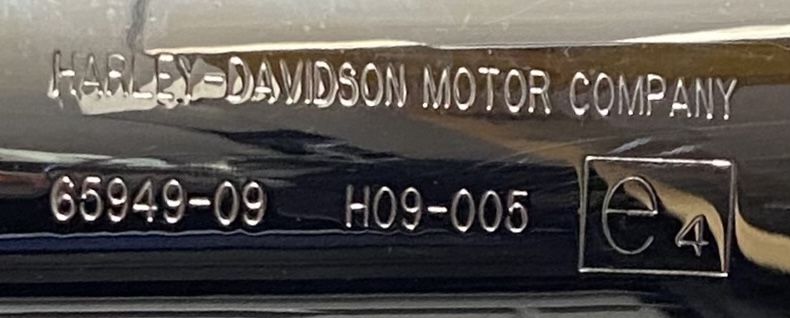 HARLEY-DAVIDSON MOTOR COMPANY
65949-09 H09-005 e4